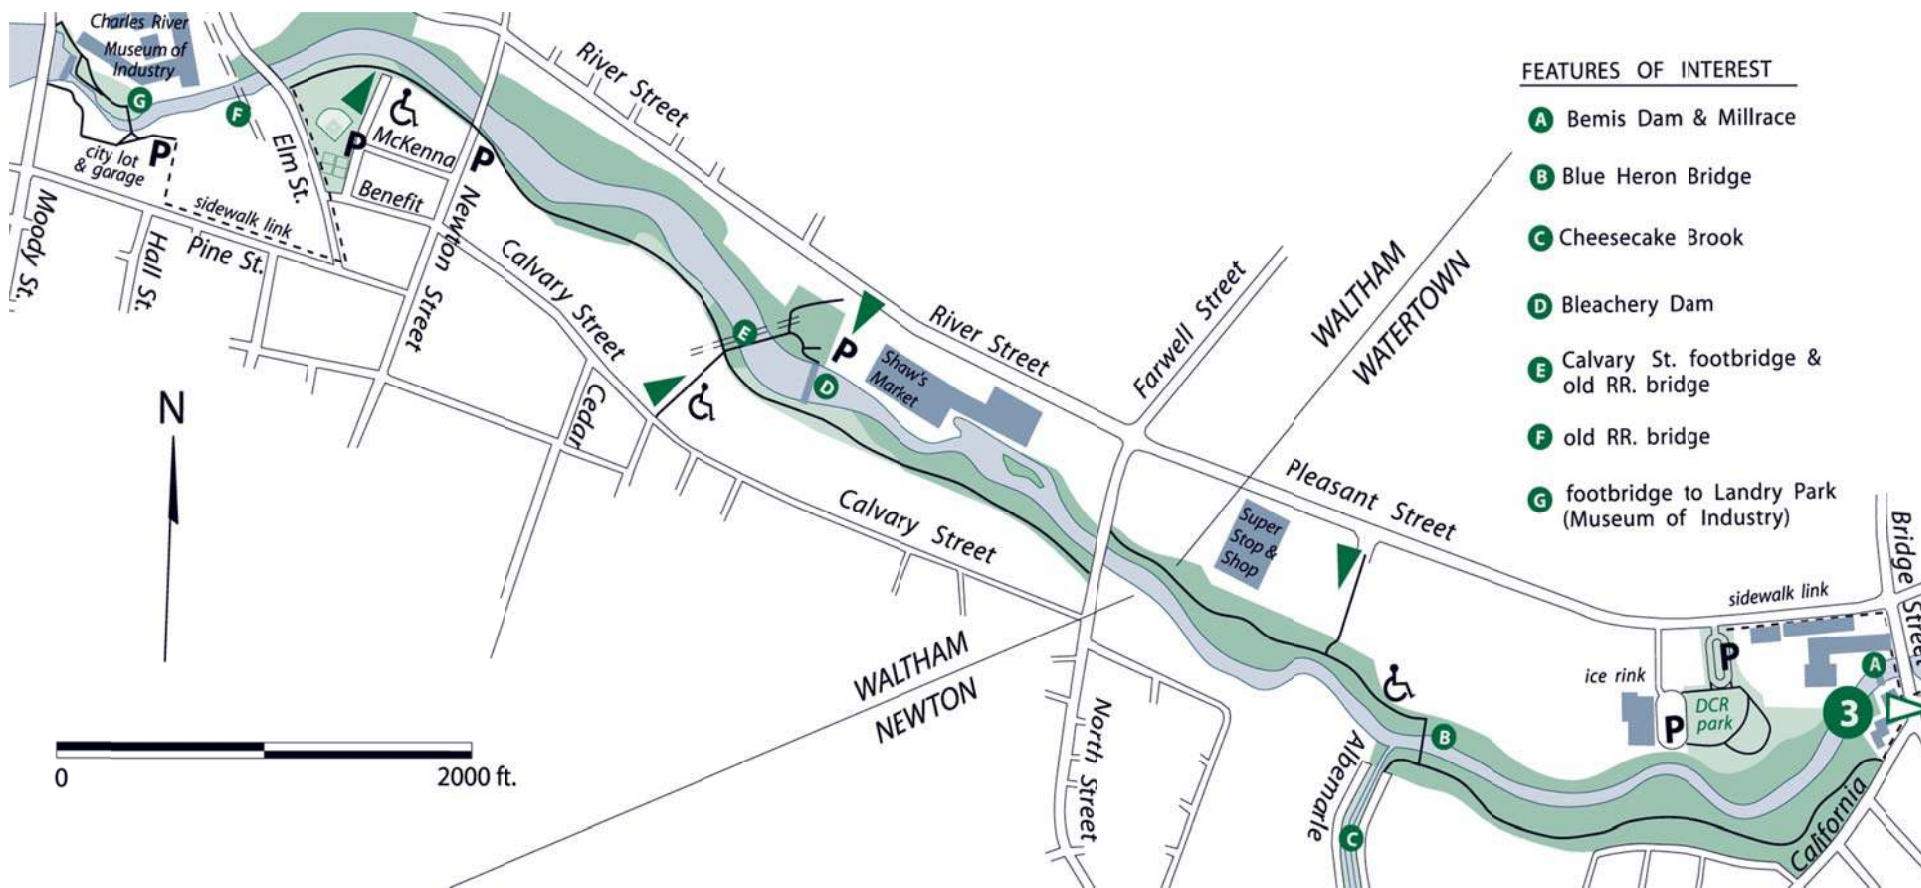 Charles River
Museum of
Industry
G
F
city lot
& garage
P
sidewalk link
Elm St.
Moody St.
Hall St.
Pine St.
P
McKenna
Benefit
P
Newton Street
River Street
Calvary Street
Cedar
E
P
D
Shaw's
Market
River Street
Farwell Street
Calvary Street
WALTHAM
WATERTOWN
Pleasant Street
Super
Stop &
Shop
WALTHAM
NEWTON
North Street
Albemarle
C
B
ice rink
P
P
DCR
park
sidewalk link
Bridge Street
A
3
California
N
0
2000 ft.
FEATURES OF INTEREST
A Bemis Dam & Millrace
B Blue Heron Bridge
C Cheesecake Brook
D Bleachery Dam
E Calvary St. footbridge &
old RR. bridge
F old RR. bridge
G footbridge to Landry Park
(Museum of Industry)